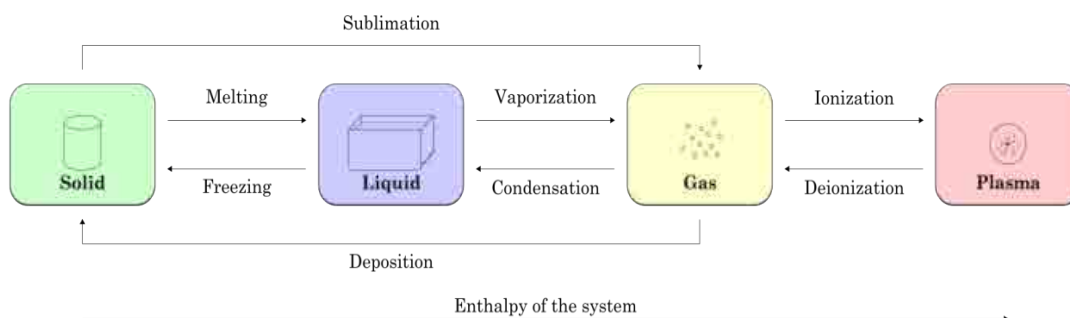 Sublimation
Melting
Vaporization
Ionization
Solid
Freezing
Liquid
Condensation
Gas
Deionization
Plasma
Deposition
Enthalpy of the system